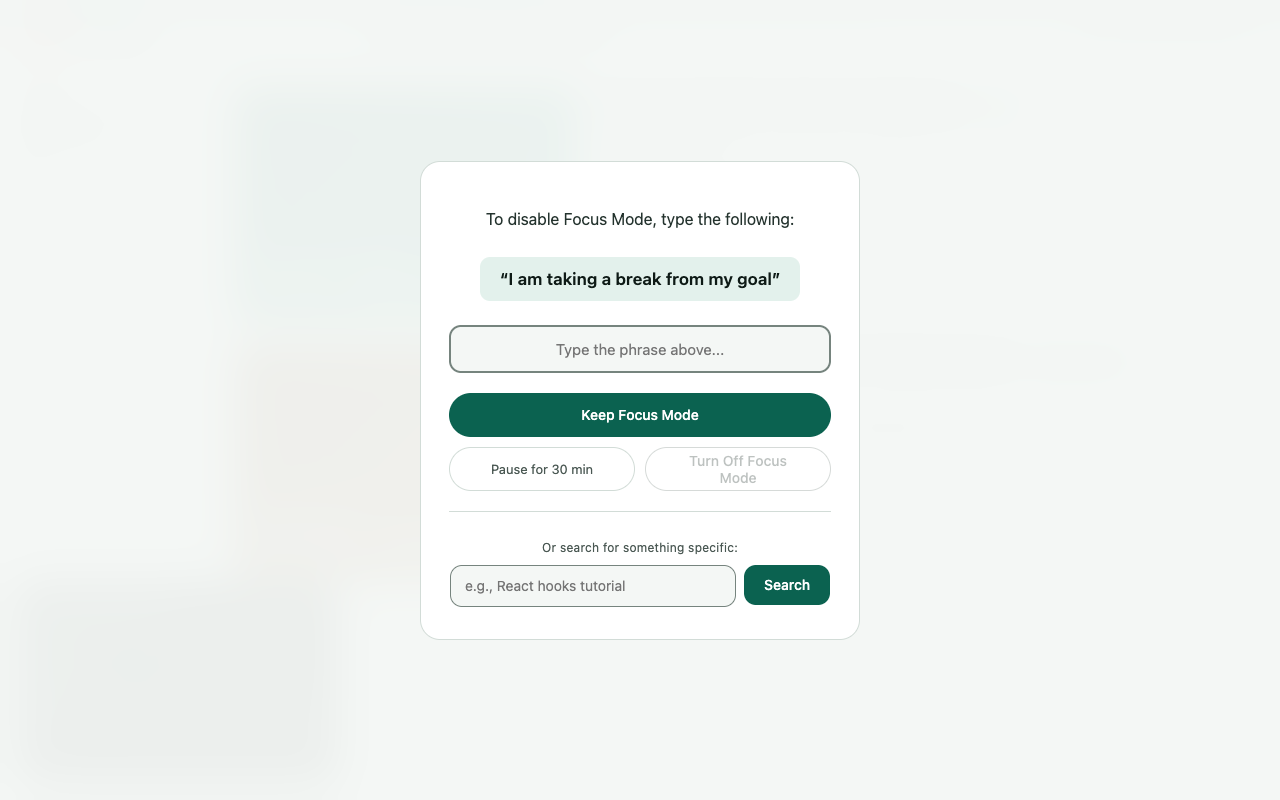 To disable Focus Mode, type the following:
“I am taking a break from my goal”
Type the phrase above...
Keep Focus Mode
Pause for 30 min
Turn Off Focus
Mode
Or search for something specific:
e.g., React hooks tutorial
Search